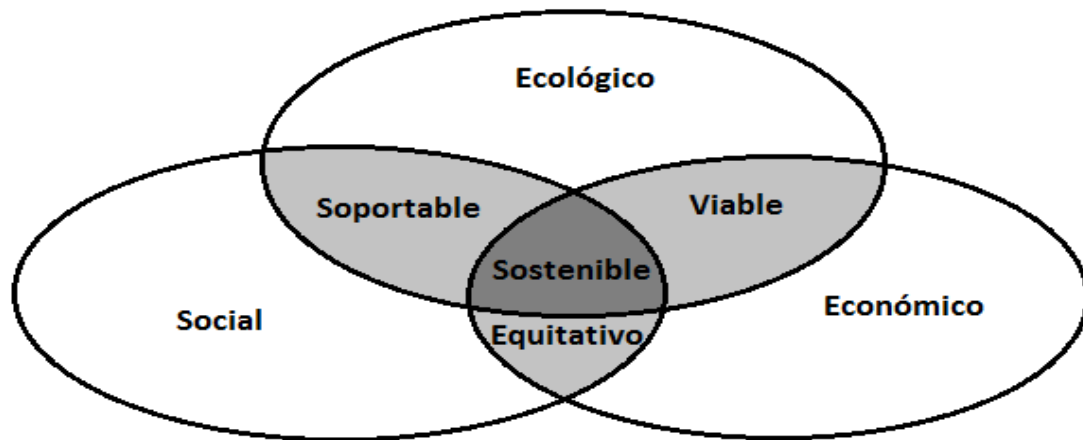 Ecológico
Soportable
Viable
Sostenible
Social
Económico
Equitativo